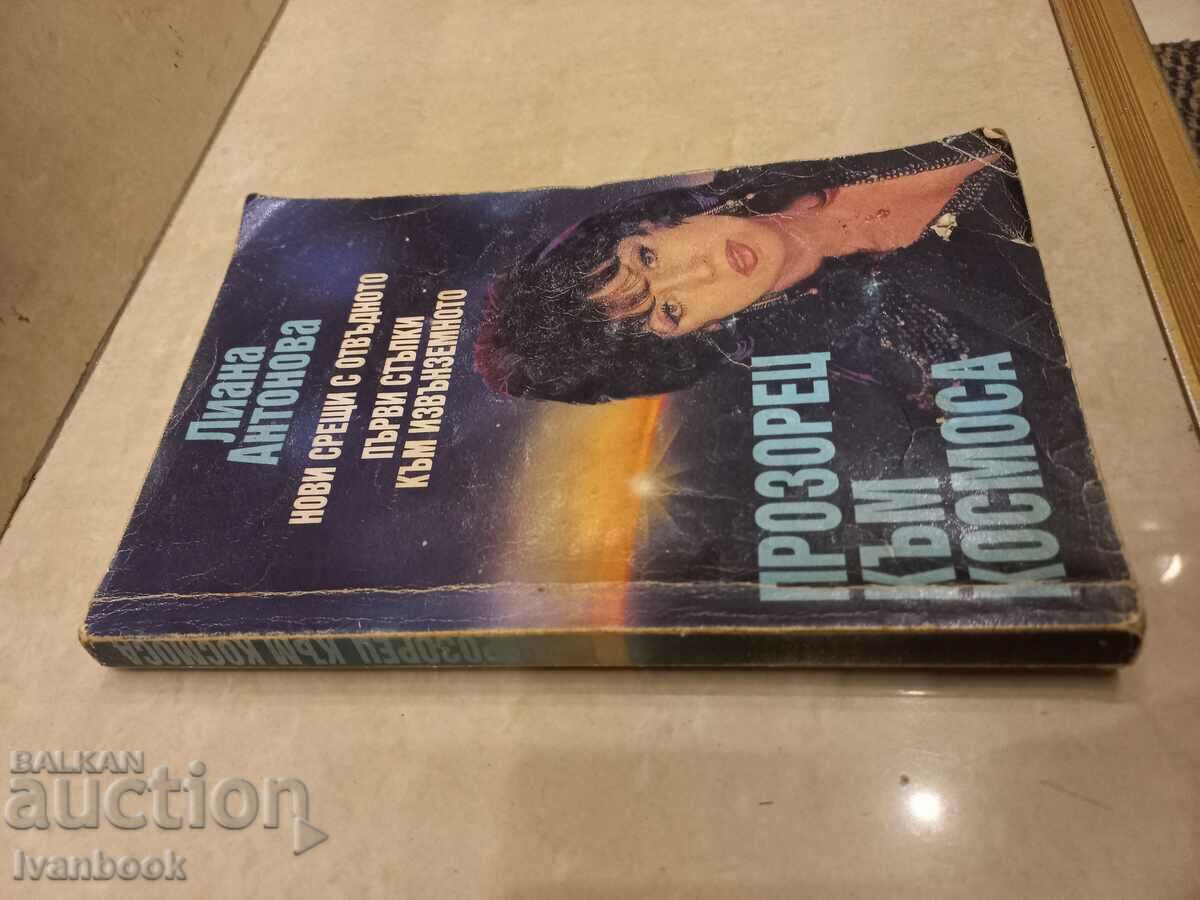 Лиана
АНТОНОВА
НОВИ СРЕЩИ С ОТВЪДНОТО
ПЪРВИ СТЪПКИ
КЪМ ИЗВЪНЗЕМНОТО
ПРОЗОРЕЦ
КЪМ
КОСМОСА
ПРОЗОРЕЦ КЪМ КОСМОСА
BALKAN
auction
Ivanbook